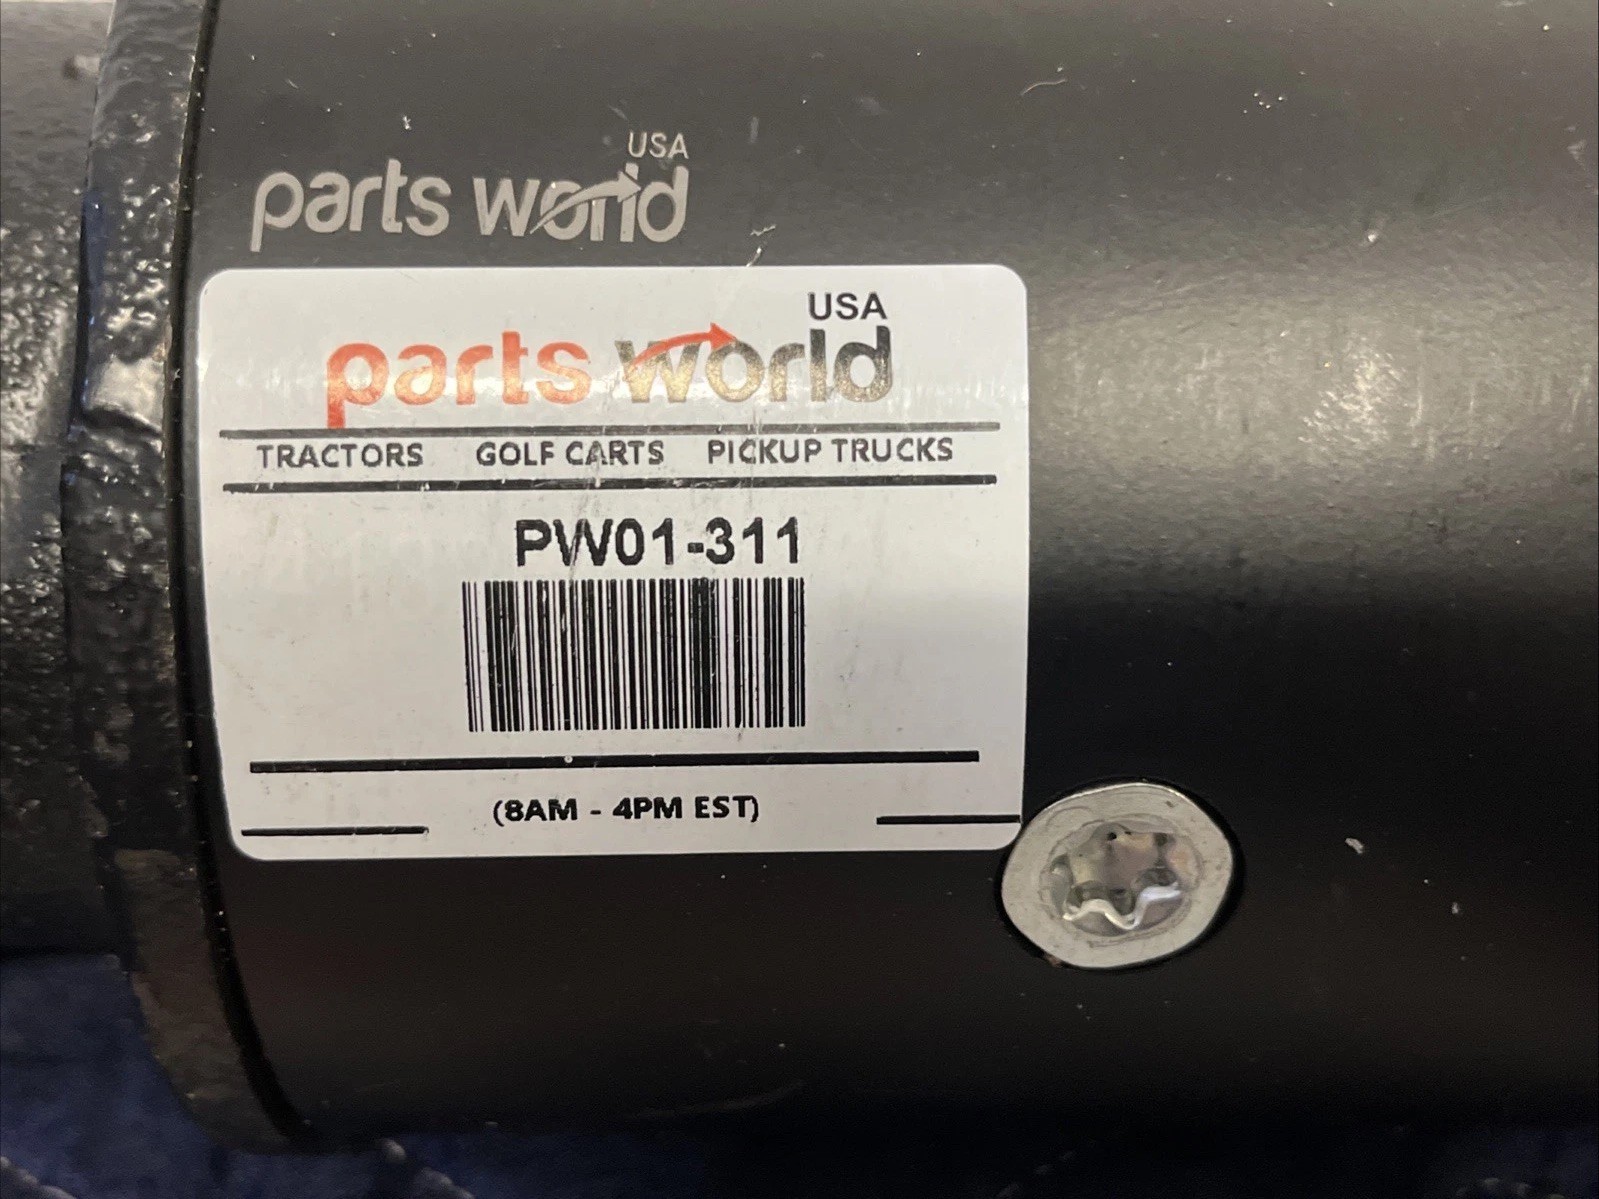 USA
parts world
USA
parts world
TRACTORS GOLF CARTS PICKUP TRUCKS
PW01-311
(8AM - 4PM EST)